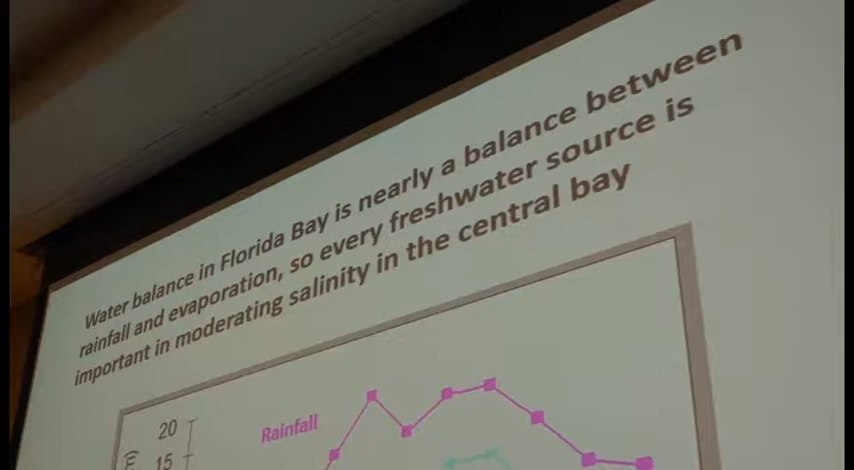 Water balance in Florida Bay is nearly a balance between
rainfall and evaporation, so every freshwater source is
important in moderating salinity in the central bay
Rainfall
20
15